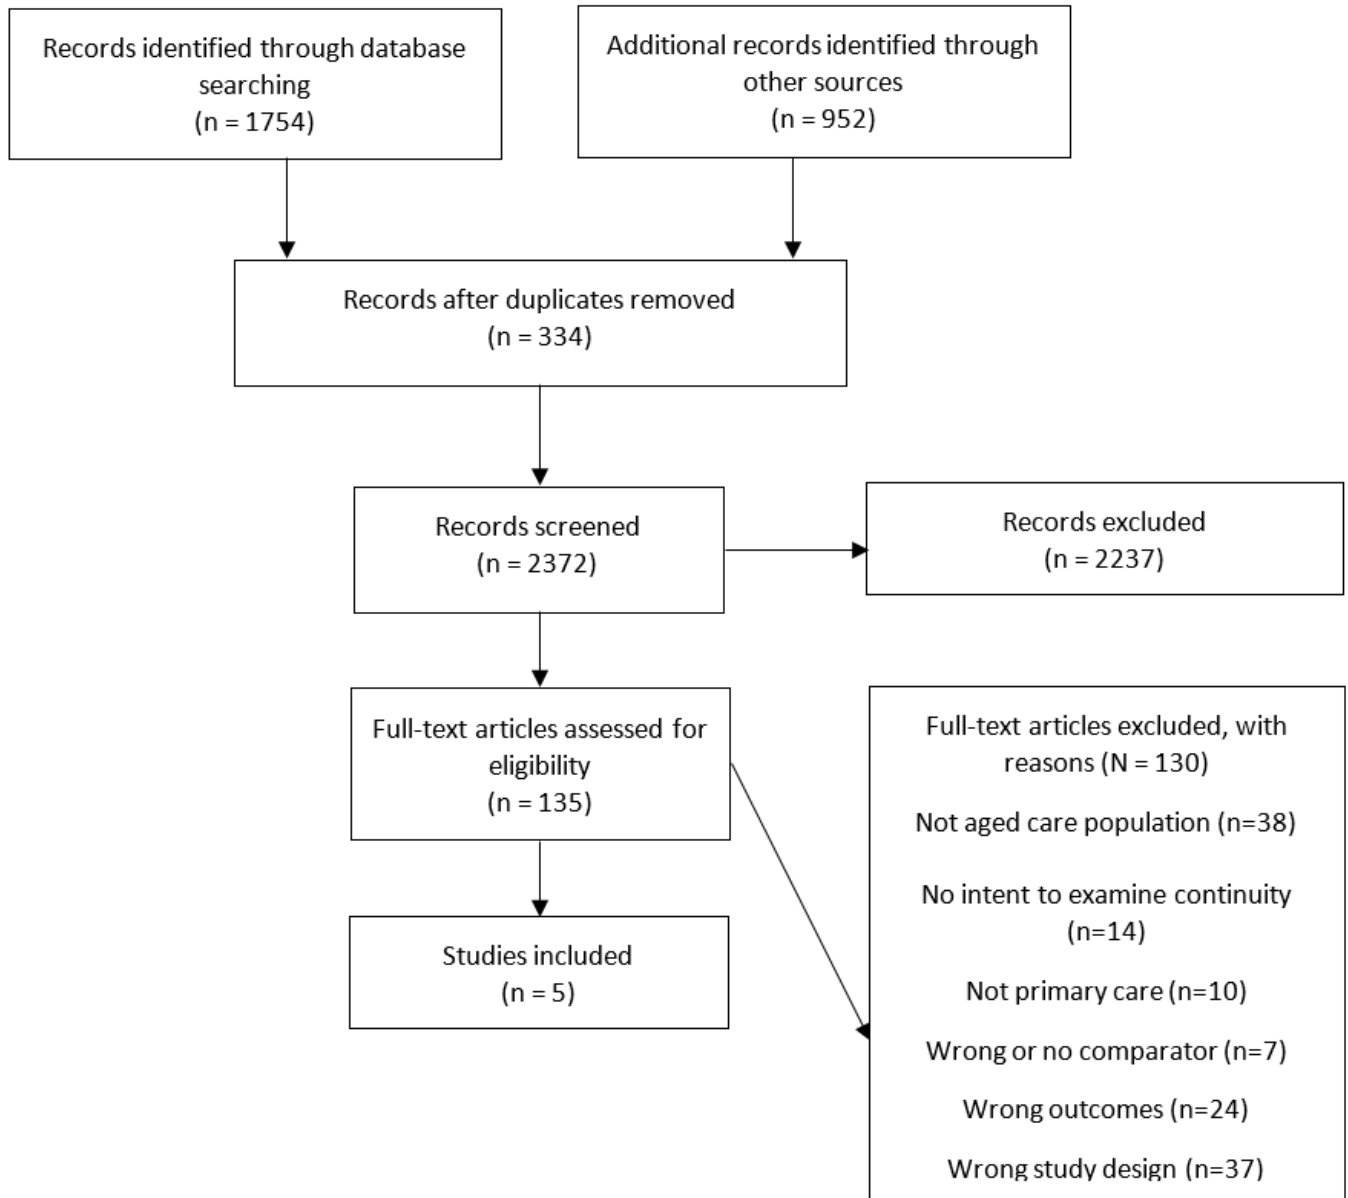 Records identified through database
searching
(n = 1754)
Additional records identified through
other sources
(n = 952)
Records after duplicates removed
(n = 334)
Records screened
(n = 2372)
Records excluded
(n = 2237)
Full-text articles assessed for
eligibility
(n = 135)
Full-text articles excluded, with
reasons (N = 130)
Not aged care population (n=38)
No intent to examine continuity
(n=14)
Not primary care (n=10)
Wrong or no comparator (n=7)
Wrong outcomes (n=24)
Wrong study design (n=37)
Studies included
(n = 5)